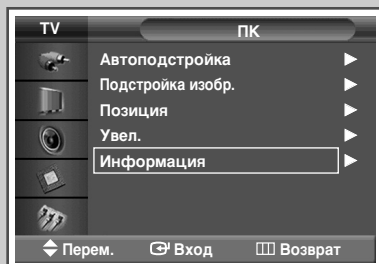 TV ПК
Автоподстройка
Подстройка изобр.
Позиция
Увел.
Информация
Перем. Вход Возврат